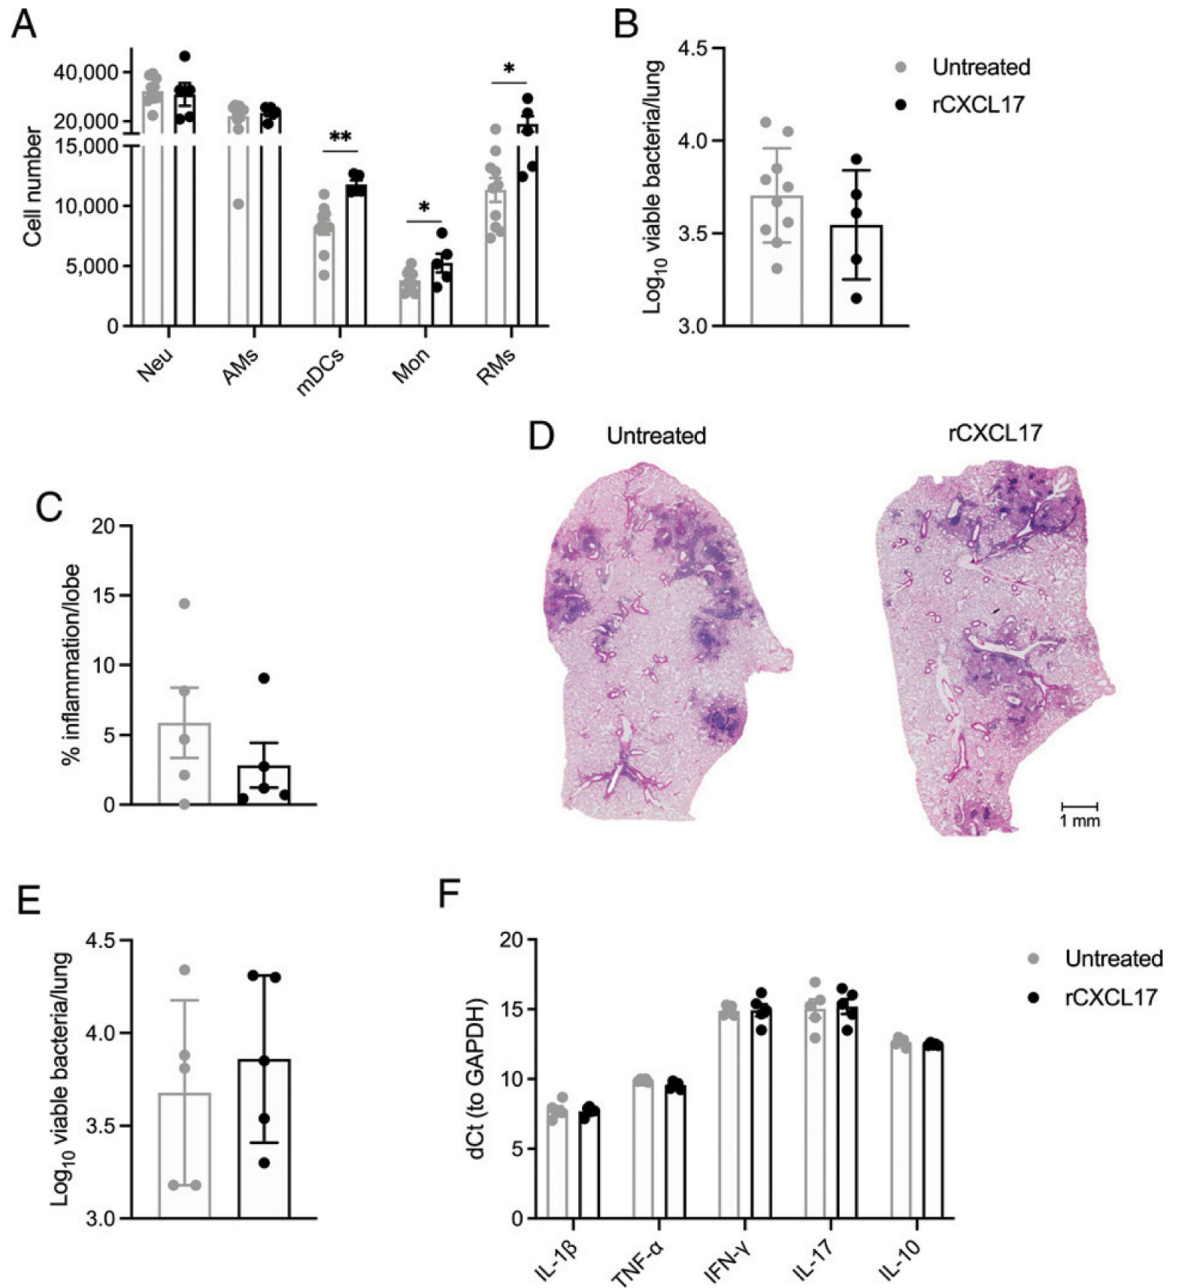 A
Cell number
40,000
20,000
15,000
10,000
5,000
0
**
*
*
Neu
AMs
mDCs
Mon
RMs
B
Log10 viable bacteria/lung
4.5
4.0
3.5
3.0
Untreated
rCXCL17
C
% inflammation/lobe
20
15
10
5
0
D
Untreated
rCXCL17
1 mm
E
Log10 viable bacteria/lung
4.5
4.0
3.5
3.0
F
dCt (to GAPDH)
20
15
10
5
0
IL-1β
TNF-α
IFN-γ
IL-17
IL-10
Untreated
rCXCL17